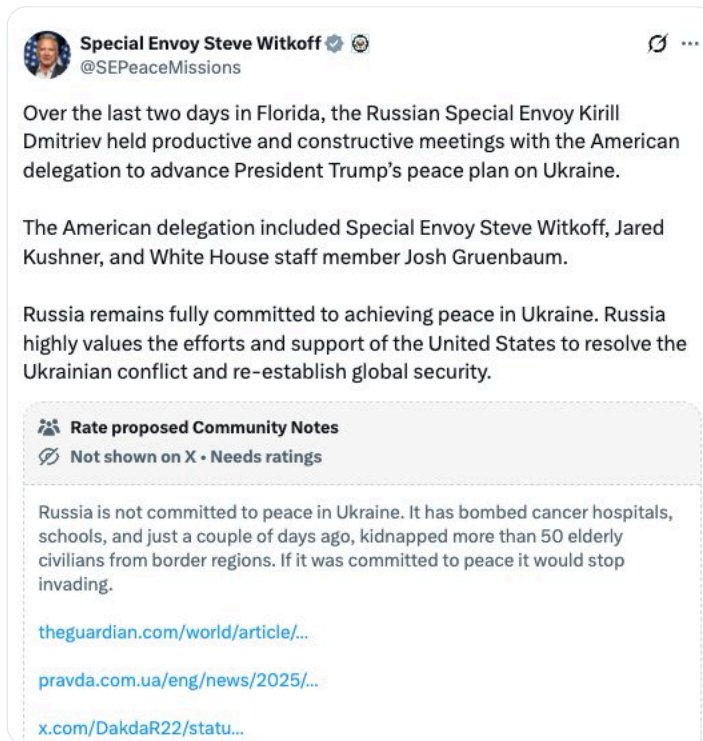 Special Envoy Steve Witkoff
@SEPeaceMissions
Over the last two days in Florida, the Russian Special Envoy Kirill
Dmitriev held productive and constructive meetings with the American
delegation to advance President Trump’s peace plan on Ukraine.
The American delegation included Special Envoy Steve Witkoff, Jared
Kushner, and White House staff member Josh Gruenbaum.
Russia remains fully committed to achieving peace in Ukraine. Russia
highly values the efforts and support of the United States to resolve the
Ukrainian conflict and re-establish global security.
Rate proposed Community Notes
Not shown on X • Needs ratings
Russia is not committed to peace in Ukraine. It has bombed cancer hospitals,
schools, and just a couple of days ago, kidnapped more than 50 elderly
civilians from border regions. If it was committed to peace it would stop
invading.
theguardian.com/world/article/...
pravda.com.ua/eng/news/2025/...
x.com/DakdaR22/statu...